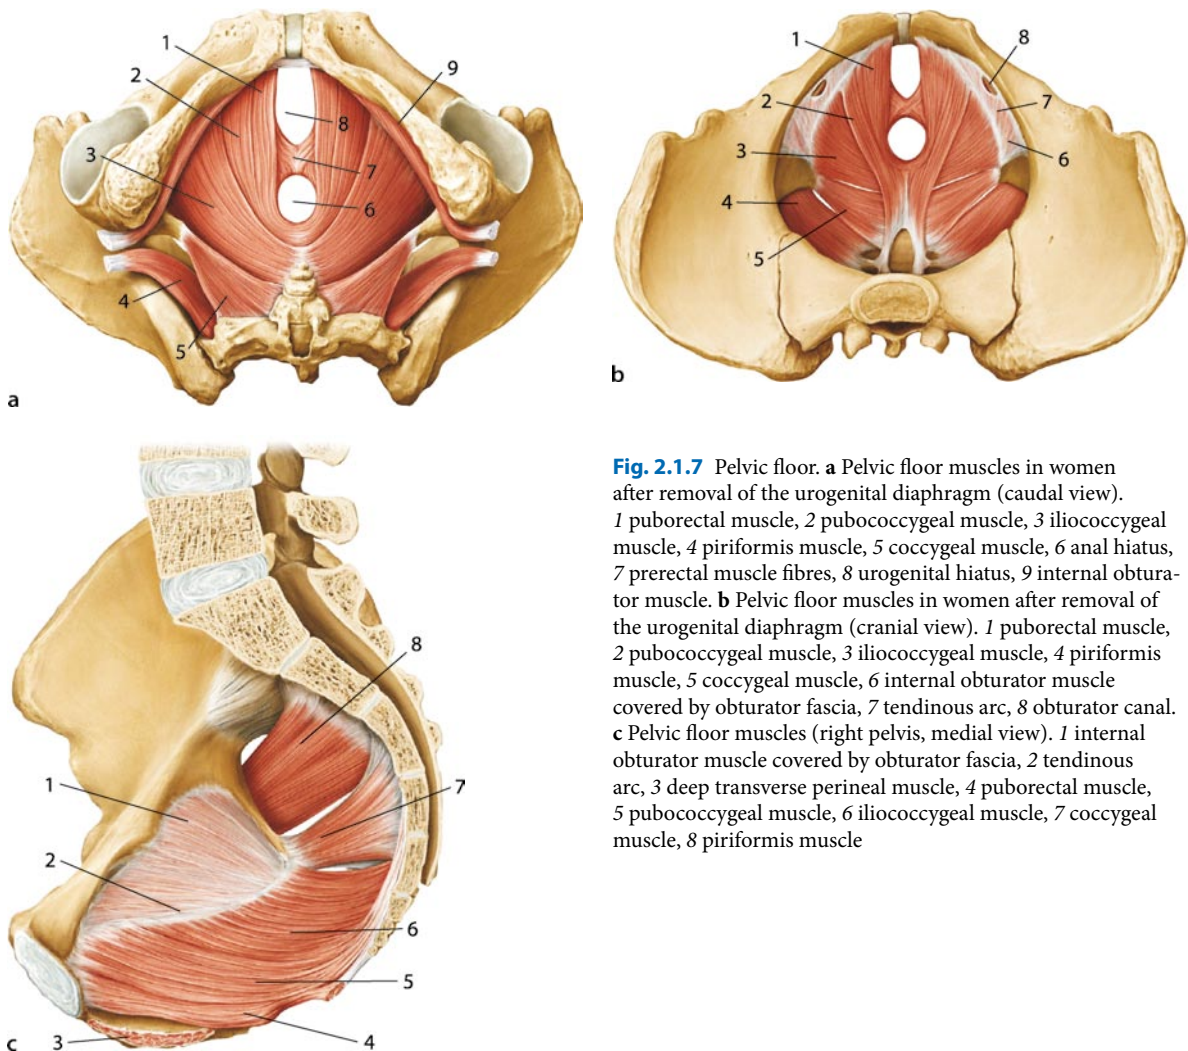 1
2
3
4
5
9
8
7
6
a
1
2
3
4
5
8
7
6
b
1
2
3
8
7
6
5
4
c
Fig. 2.1.7 Pelvic floor. a Pelvic floor muscles in women
after removal of the urogenital diaphragm (caudal view).
1 puborectal muscle, 2 pubococcygeal muscle, 3 iliococcygeal
muscle, 4 piriformis muscle, 5 coccygeal muscle, 6 anal hiatus,
7 prerectal muscle fibres, 8 urogenital hiatus, 9 internal obtura-
tor muscle. b Pelvic floor muscles in women after removal of
the urogenital diaphragm (cranial view). 1 puborectal muscle,
2 pubococcygeal muscle, 3 iliococcygeal muscle, 4 piriformis
muscle, 5 coccygeal muscle, 6 internal obturator muscle
covered by obturator fascia, 7 tendinous arc, 8 obturator canal.
c Pelvic floor muscles (right pelvis, medial view). 1 internal
obturator muscle covered by obturator fascia, 2 tendinous
arc, 3 deep transverse perineal muscle, 4 puborectal muscle,
5 pubococcygeal muscle, 6 iliococcygeal muscle, 7 coccygeal
muscle, 8 piriformis muscle